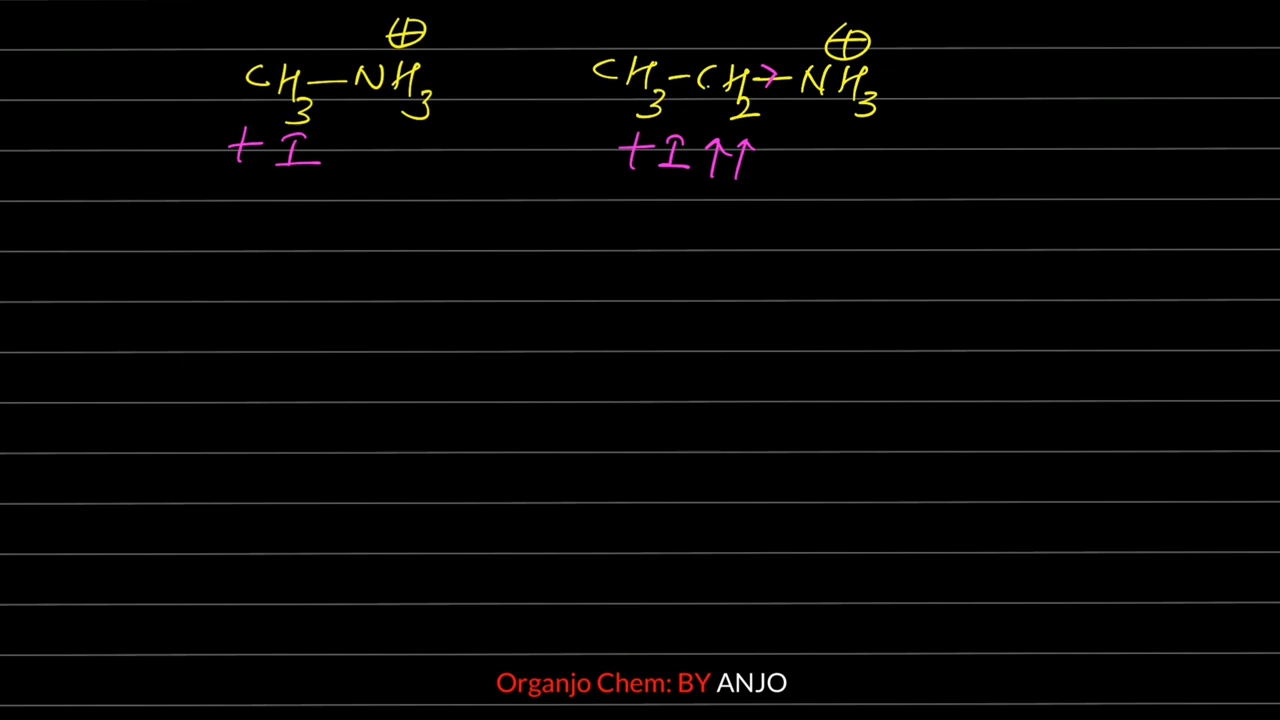 ⊕ ⊕
CH3—NH3 CH3-CH2>-NH3
+I +I↑↑
Organjo Chem: BY ANJO